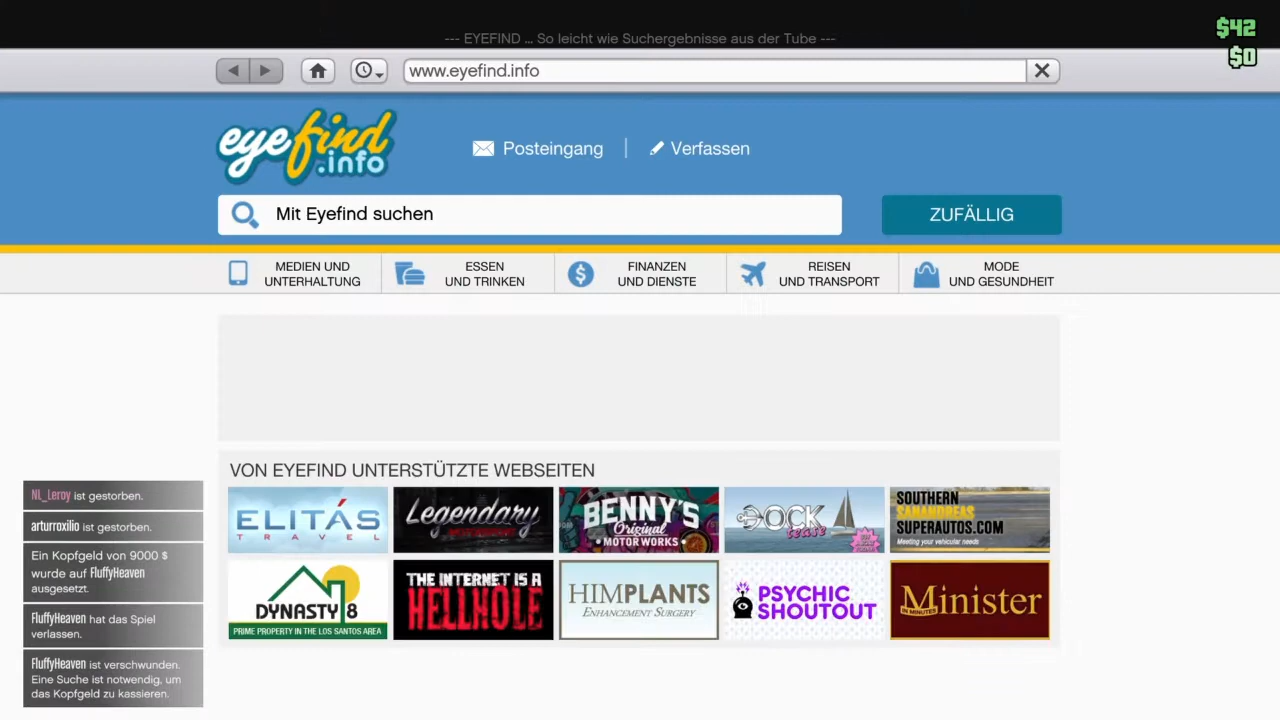 --- EYEFIND ... So leicht wie Suchergebnisse aus der Tube ---
$42
$0
www.eyefind.info
eyefind
.info
Posteingang
Verfassen
Mit Eyefind suchen
ZUFÄLLIG
MEDIEN UND
UNTERHALTUNG
ESSEN
UND TRINKEN
FINANZEN
UND DIENSTE
REISEN
UND TRANSPORT
MODE
UND GESUNDHEIT
VON EYEFIND UNTERSTÜTZTE WEBSEITEN
ELITÁS
TRAVEL
Legendary
BENNY'S
Original
MOTORWORKS
DOCK
tease
SOUTHERN
SANANDREAS
SUPERAUTOS.COM
Meeting your vehicular needs
DYNASTY 8
PRIME PROPERTY IN THE LOS SANTOS AREA
THE INTERNET IS A
HELLHOLE
HIMPLANTS
ENHANCEMENT SURGERY
PSYCHIC
SHOUTOUT
Minister
IN MINUTES
NL_Leroy ist gestorben.
arturroxilio ist gestorben.
Ein Kopfgeld von 9000 $
wurde auf FluffyHeaven
ausgesetzt.
FluffyHeaven hat das Spiel
verlassen.
FluffyHeaven ist verschwunden.
Eine Suche ist notwendig, um
das Kopfgeld zu kassieren.